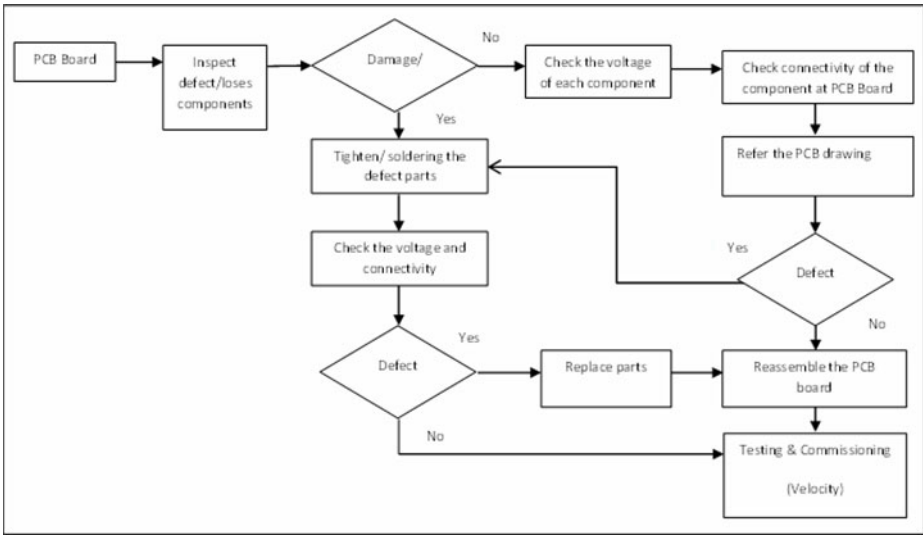 PCB Board
Inspect
defect/loses
components
Damage/
No
Check the voltage
of each component
Check connectivity of the
component at PCB Board
Yes
Tighten/ soldering the
defect parts
Refer the PCB drawing
Check the voltage and
connectivity
Yes
Defect
No
Defect
Yes
Replace parts
Reassemble the PCB
board
No
Testing & Commissioning
(Velocity)